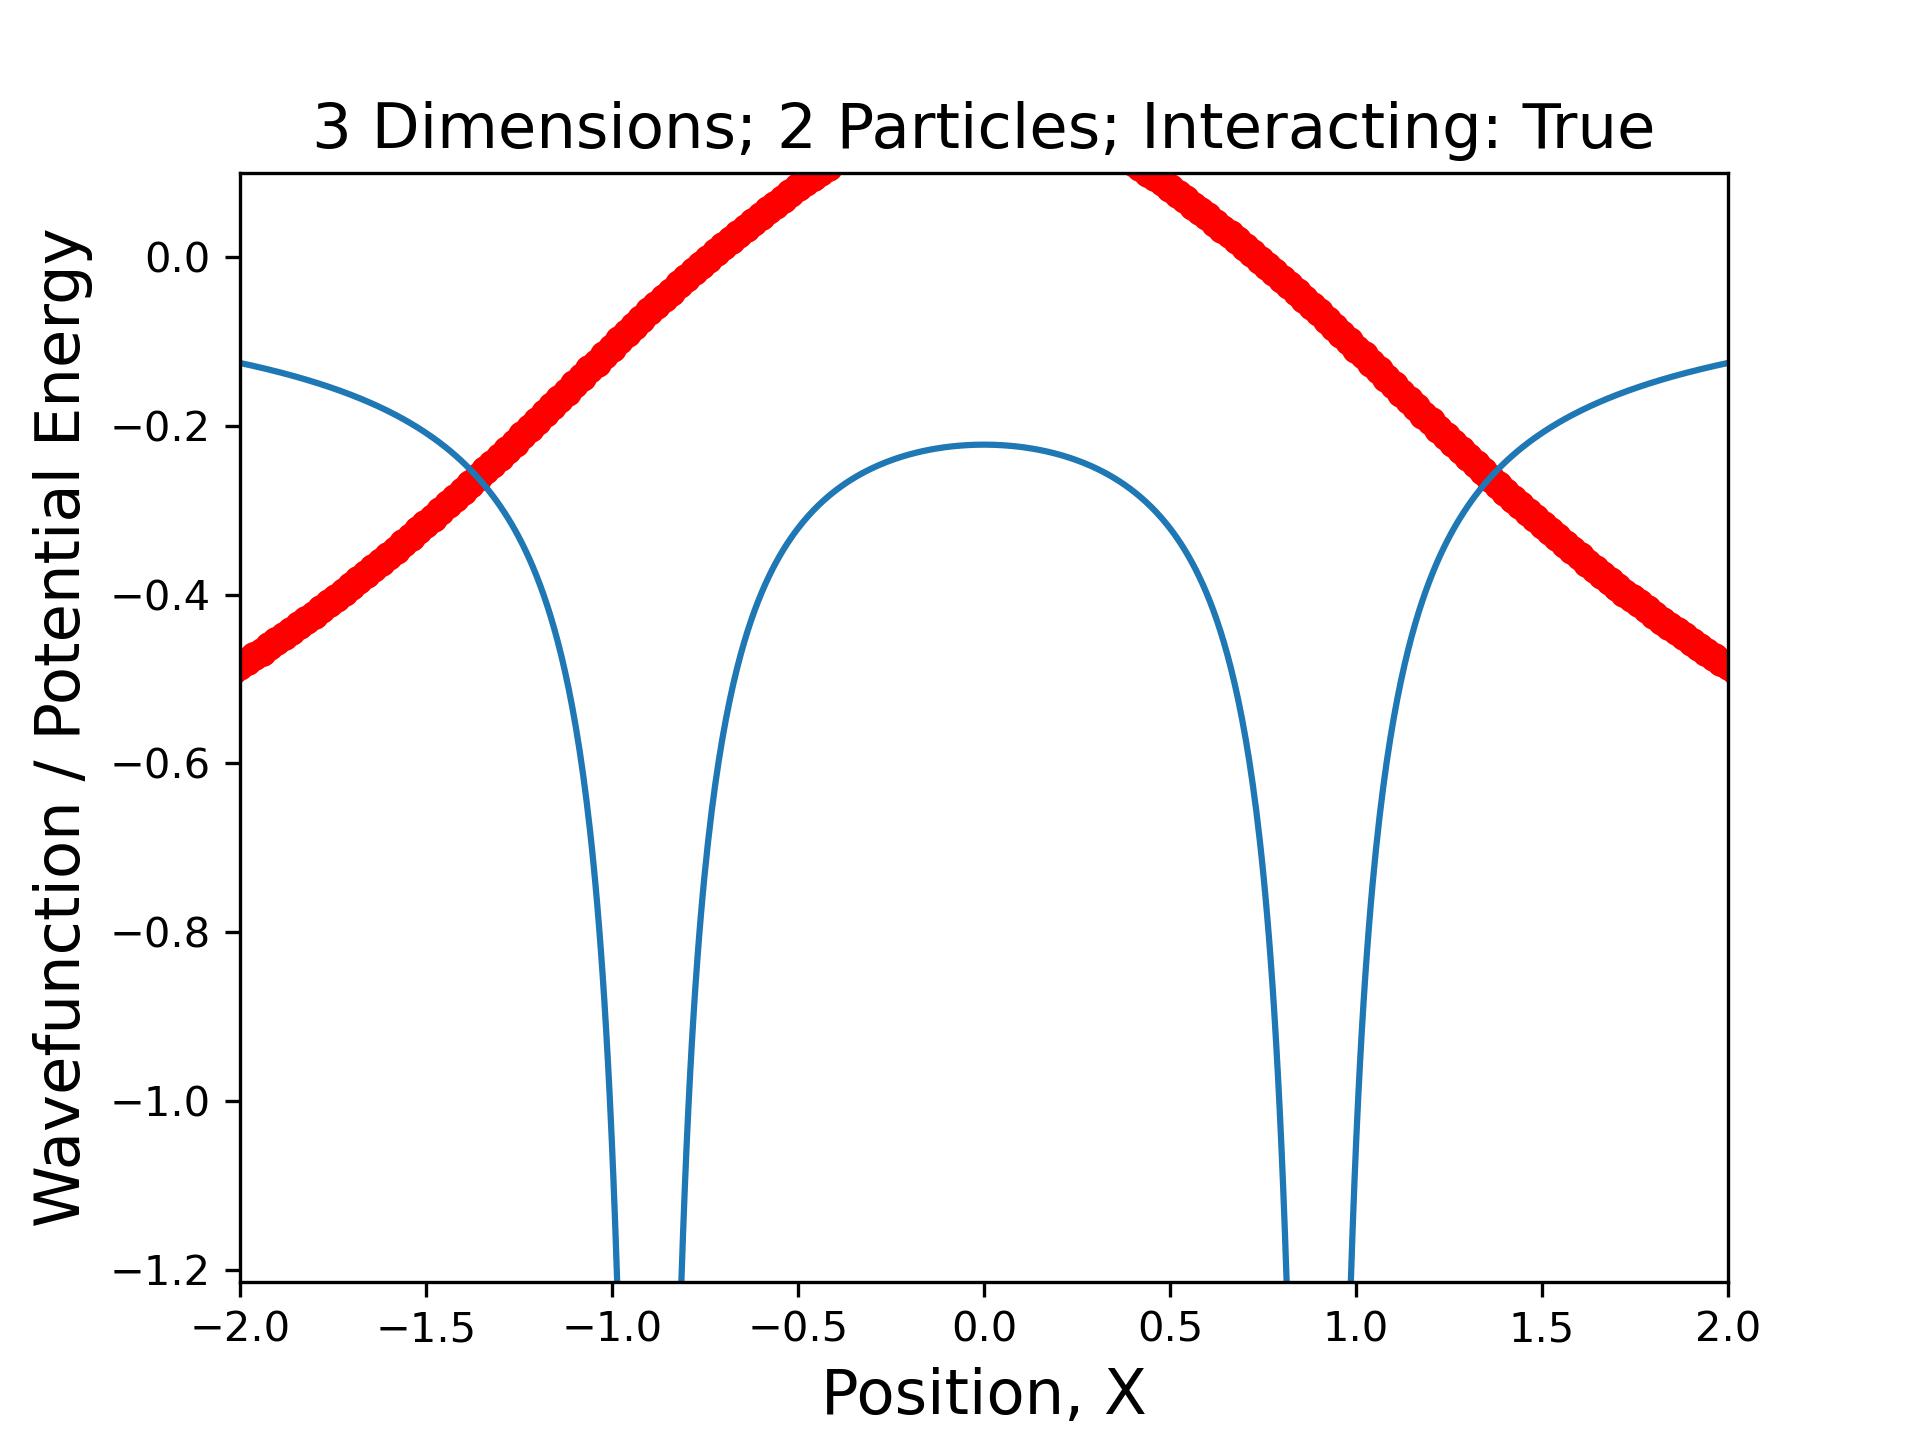 3 Dimensions; 2 Particles; Interacting: True
Wavefunction / Potential Energy
0.0
−0.2
−0.4
−0.6
−0.8
−1.0
−1.2
−2.0 −1.5 −1.0 −0.5 0.0 0.5 1.0 1.5 2.0
Position, X